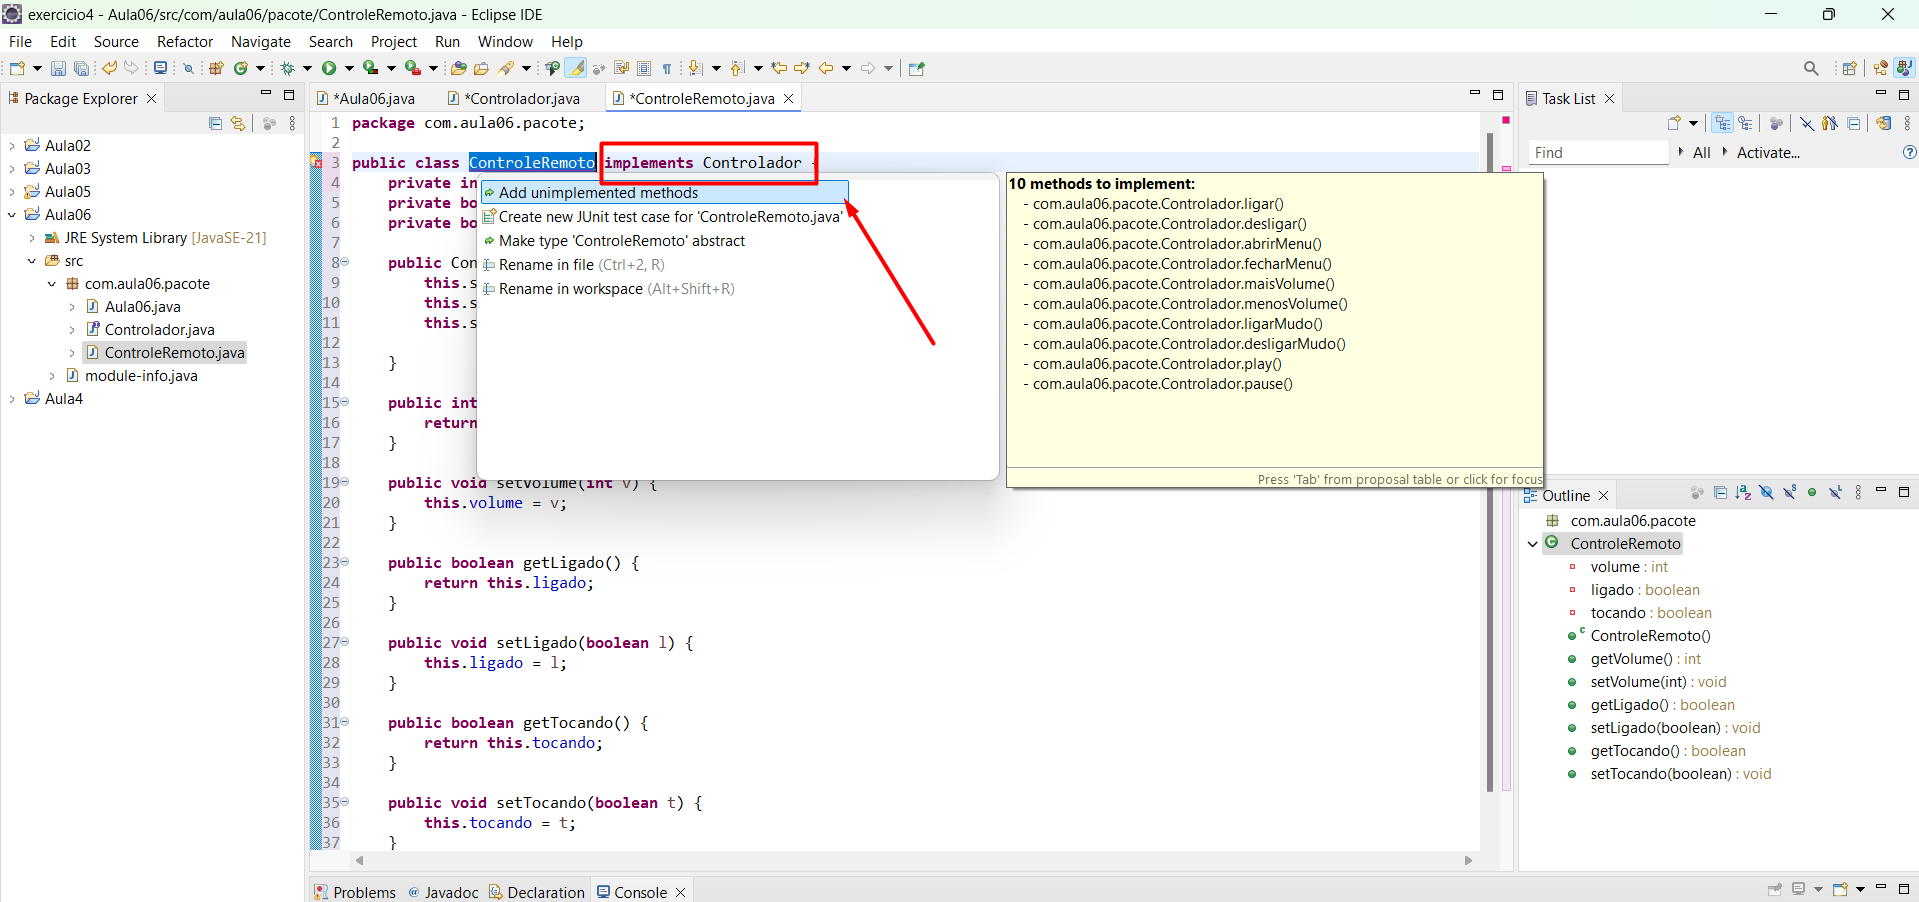 exercicio4 - Aula06/src/com/aula06/pacote/ControleRemoto.java - Eclipse IDE
File Edit Source Refactor Navigate Search Project Run Window Help
Package Explorer
Aula02
Aula03
Aula05
Aula06
JRE System Library [JavaSE-21]
src
com.aula06.pacote
Aula06.java
Controlador.java
ControleRemoto.java
module-info.java
Aula4
*Aula06.java *Controlador.java *ControleRemoto.java
1 package com.aula06.pacote;
2
3 public class ControleRemoto implements Controlador {
4 private in
5 private bo
6 private bo
7
8 public Con
9 this.s
10 this.s
11 this.s
12
13 }
14
15 public int
16 return
17 }
18
19 public void setVolume(int v) {
20 this.volume = v;
21 }
22
23 public boolean getLigado() {
24 return this.ligado;
25 }
26
27 public void setLigado(boolean l) {
28 this.ligado = l;
29 }
30
31 public boolean getTocando() {
32 return this.tocando;
33 }
34
35 public void setTocando(boolean t) {
36 this.tocando = t;
37 }
Add unimplemented methods
Create new JUnit test case for 'ControleRemoto.java'
Make type 'ControleRemoto' abstract
Rename in file (Ctrl+2, R)
Rename in workspace (Alt+Shift+R)
10 methods to implement:
- com.aula06.pacote.Controlador.ligar()
- com.aula06.pacote.Controlador.desligar()
- com.aula06.pacote.Controlador.abrirMenu()
- com.aula06.pacote.Controlador.fecharMenu()
- com.aula06.pacote.Controlador.maisVolume()
- com.aula06.pacote.Controlador.menosVolume()
- com.aula06.pacote.Controlador.ligarMudo()
- com.aula06.pacote.Controlador.desligarMudo()
- com.aula06.pacote.Controlador.play()
- com.aula06.pacote.Controlador.pause()
Press 'Tab' from proposal table or click for focus
Task List
Find All Activate...
Outline
com.aula06.pacote
ControleRemoto
volume : int
ligado : boolean
tocando : boolean
ControleRemoto()
getVolume() : int
setVolume(int) : void
getLigado() : boolean
setLigado(boolean) : void
getTocando() : boolean
setTocando(boolean) : void
Problems @ Javadoc Declaration Console